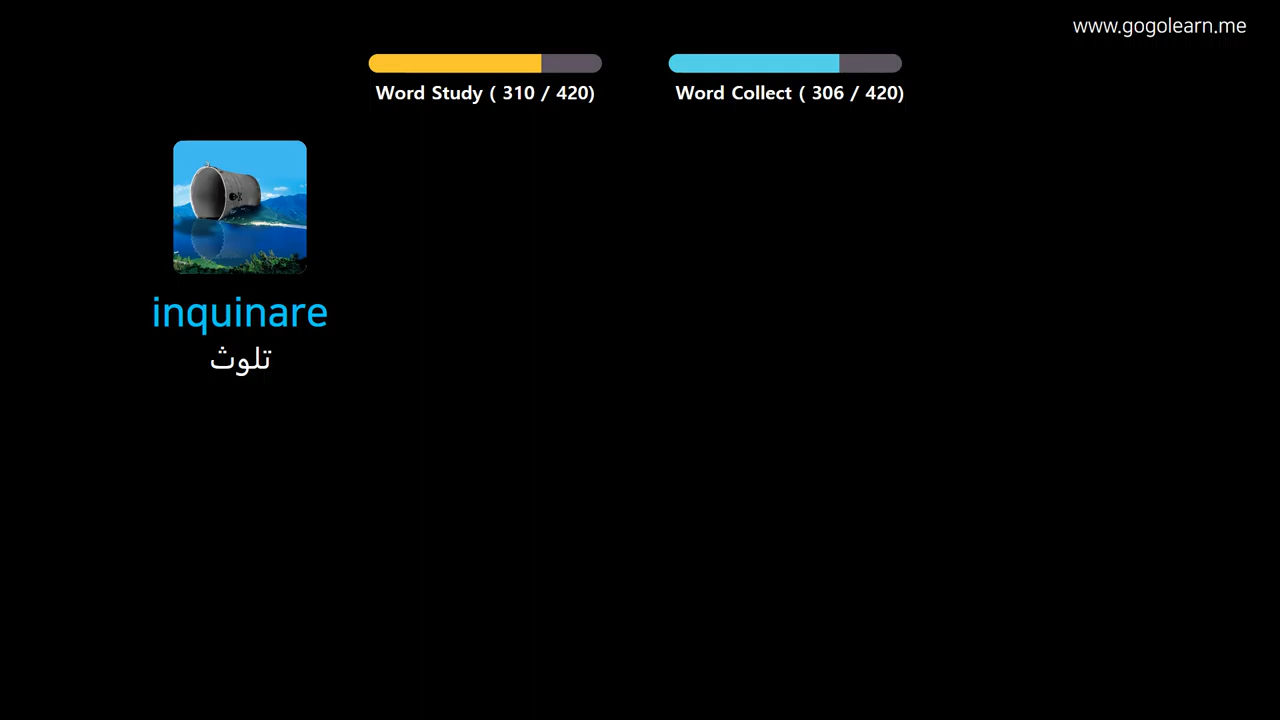 www.gogolearn.me
Word Study ( 310 / 420)
Word Collect ( 306 / 420)
inquinare
تلوث